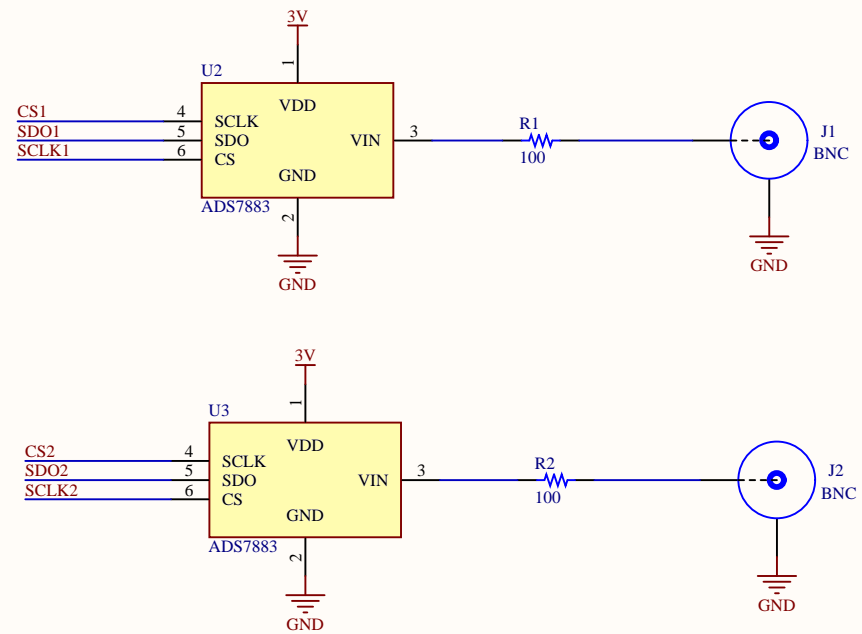 3V
1
U2
VDD
CS1 4 SCLK
SDO1 5 SDO VIN 3 R1 J1
SCLK1 6 CS 100 BNC
GND
ADS7883 2
GND GND
3V
1
U3
VDD
CS2 4 SCLK
SDO2 5 SDO VIN 3 R2 J2
SCLK2 6 CS 100 BNC
GND
ADS7883 2
GND GND